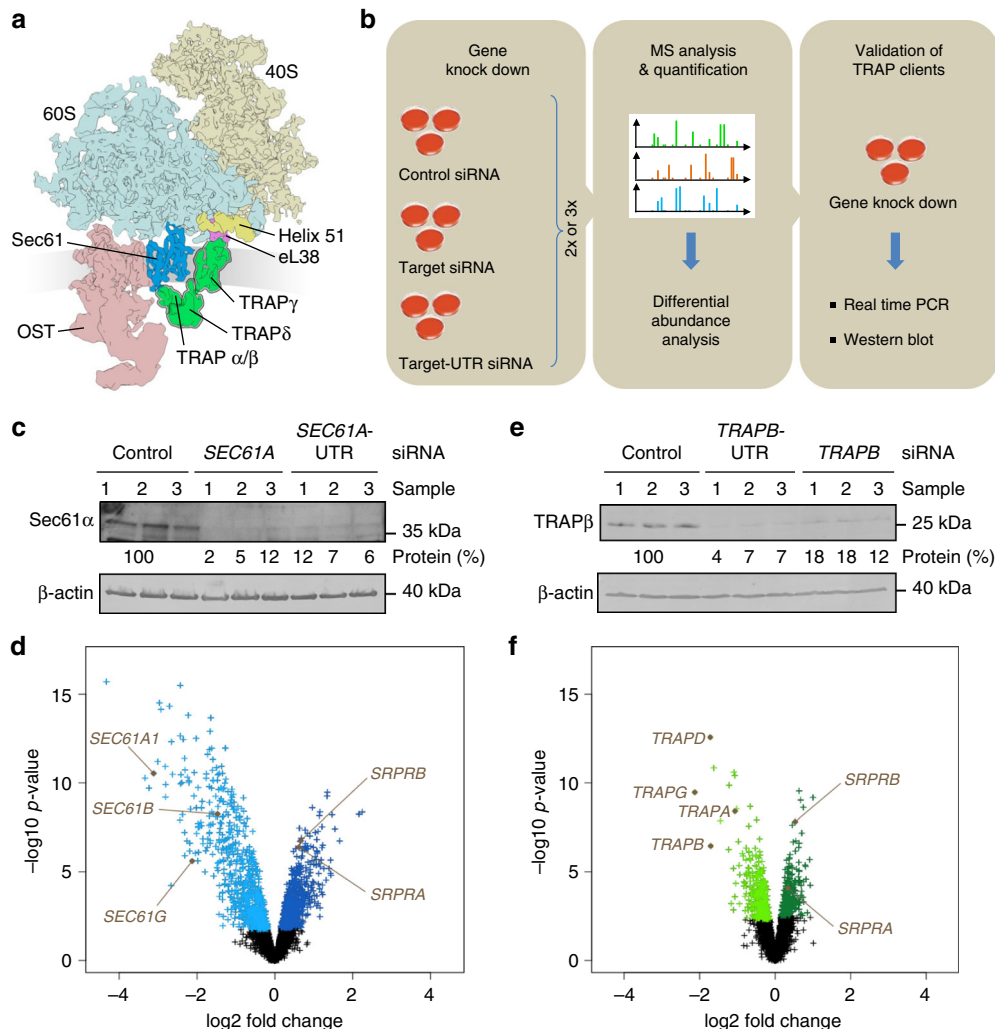 a
40S
60S
Sec61
Helix 51
eL38
TRAPγ
OST
TRAPδ
TRAP α/β
b
Gene
knock down
Control siRNA
Target siRNA
Target-UTR siRNA
2x or 3x
MS analysis
& quantification
Differential
abundance
analysis
Validation of
TRAP clients
Gene knock down
▪ Real time PCR
▪ Western blot
c
Control SEC61A SEC61A-UTR siRNA
1 2 3 1 2 3 1 2 3 Sample
Sec61α 35 kDa
100 2 5 12 12 7 6 Protein (%)
β-actin 40 kDa
e
Control TRAPB-UTR TRAPB siRNA
1 2 3 1 2 3 1 2 3 Sample
TRAPβ 25 kDa
100 4 7 7 18 18 12 Protein (%)
β-actin 40 kDa
d
15
10
5
0
–log10 p-value
SEC61A1
SEC61B
SEC61G
SRPRB
SRPRA
–4 –2 0 2 4
log2 fold change
f
15
10
5
0
–log10 p-value
TRAPD
TRAPG
TRAPA
TRAPB
SRPRB
SRPRA
–4 –2 0 2 4
log2 fold change